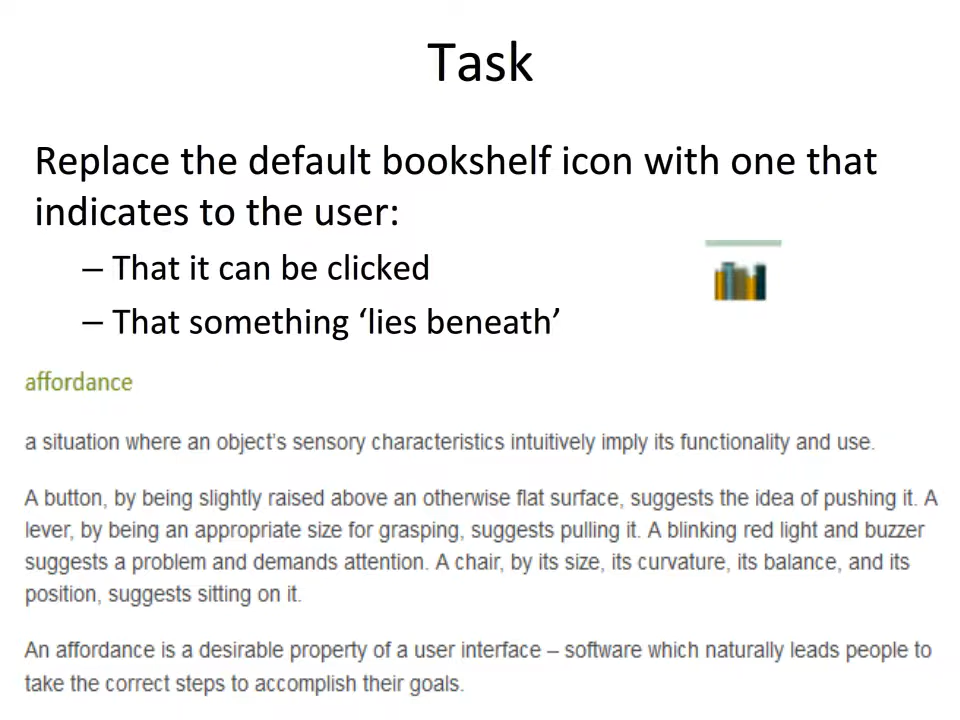 Task
Replace the default bookshelf icon with one that
indicates to the user:
– That it can be clicked
– That something ‘lies beneath’
affordance
a situation where an object’s sensory characteristics intuitively imply its functionality and use.
A button, by being slightly raised above an otherwise flat surface, suggests the idea of pushing it. A
lever, by being an appropriate size for grasping, suggests pulling it. A blinking red light and buzzer
suggests a problem and demands attention. A chair, by its size, its curvature, its balance, and its
position, suggests sitting on it.
An affordance is a desirable property of a user interface – software which naturally leads people to
take the correct steps to accomplish their goals.